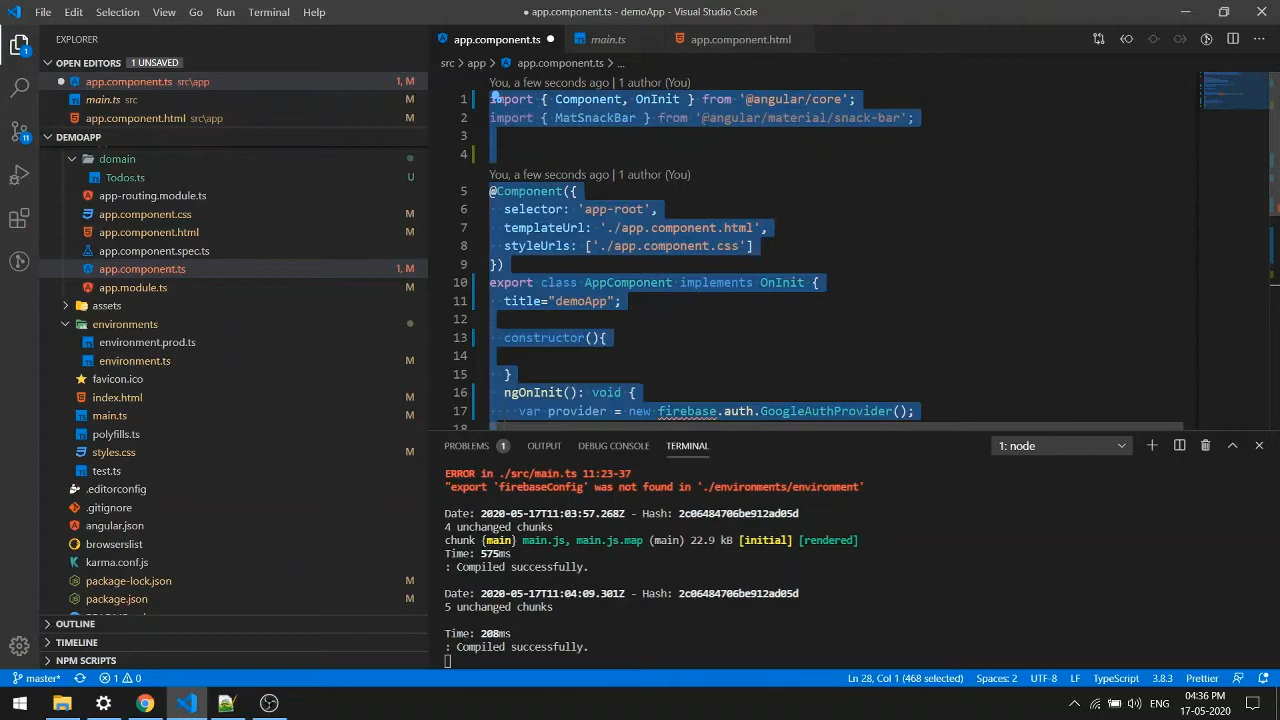 File Edit Selection View Go Run Terminal Help
● app.component.ts - demoApp - Visual Studio Code
EXPLORER
app.component.ts
main.ts
app.component.html
OPEN EDITORS 1 UNSAVED
src > app > app.component.ts > ...
app.component.ts src\app 1, M
main.ts src
app.component.html src\app M
DEMOAPP
domain
Todos.ts U
app-routing.module.ts
app.component.css M
app.component.html M
app.component.spec.ts
app.component.ts 1, M
app.module.ts M
assets
environments
environment.prod.ts
environment.ts M
favicon.ico
index.html M
main.ts M
polyfills.ts
styles.css M
test.ts
.editorconfig
.gitignore
angular.json
browserslist
karma.conf.js
package-lock.json M
package.json M
OUTLINE
TIMELINE
NPM SCRIPTS
11
You, a few seconds ago | 1 author (You)
1 import { Component, OnInit } from '@angular/core';
2 import { MatSnackBar } from '@angular/material/snack-bar';
3
4
You, a few seconds ago | 1 author (You)
5 @Component({
6 selector: 'app-root',
7 templateUrl: './app.component.html',
8 styleUrls: ['./app.component.css']
9 })
10 export class AppComponent implements OnInit {
11 title="demoApp";
12
13 constructor(){
14
15 }
16 ngOnInit(): void {
17 var provider = new firebase.auth.GoogleAuthProvider();
18
PROBLEMS 1 OUTPUT DEBUG CONSOLE TERMINAL 1: node
ERROR in ./src/main.ts 11:23-37
"export 'firebaseConfig' was not found in './environments/environment'
Date: 2020-05-17T11:03:57.268Z - Hash: 2c06484706be912ad05d
4 unchanged chunks
chunk {main} main.js, main.js.map (main) 22.9 kB [initial] [rendered]
Time: 575ms
: Compiled successfully.
Date: 2020-05-17T11:04:09.301Z - Hash: 2c06484706be912ad05d
5 unchanged chunks
Time: 208ms
: Compiled successfully.
master* 1 0 Ln 28, Col 1 (468 selected) Spaces: 2 UTF-8 LF TypeScript 3.8.3 Prettier
ENG 04:36 PM
17-05-2020